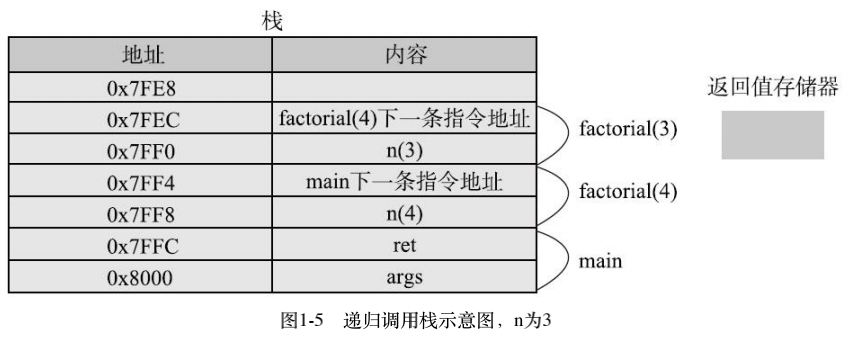 栈
地址 内容
0x7FE8
0x7FEC factorial(4)下一条指令地址
0x7FF0 n(3)
0x7FF4 main下一条指令地址
0x7FF8 n(4)
0x7FFC ret
0x8000 args
factorial(3)
factorial(4)
main
返回值存储器
图1-5 递归调用栈示意图，n为3